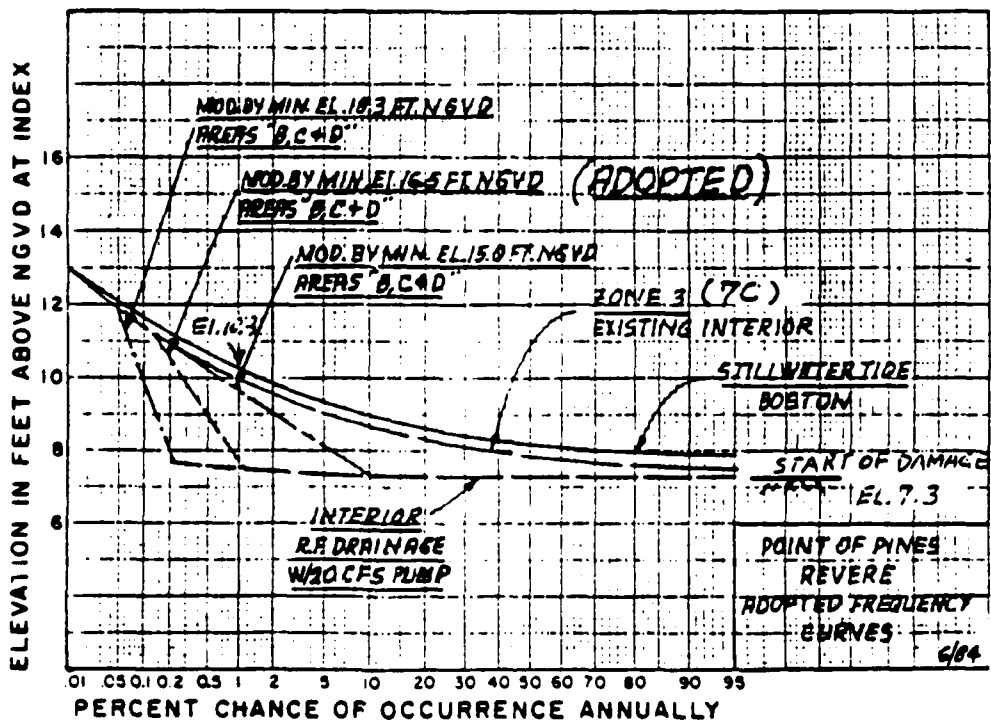 ELEVATION IN FEET ABOVE NGVD AT INDEX
16
14
12
10
8
6
MOD. BY MIN. EL. 18.3 FT. NGVD
AREAS "B, C & D"
MOD. BY MIN. EL. 16.5 FT. NGVD (ADOPTED)
AREAS "B, C & D"
MOD. BY MIN. EL. 15.0 FT. NGVD
AREAS "B, C & D"
El. 10.3
ZONE 3 (7C)
EXISTING INTERIOR
STILLWATER TIDE
BOSTON
START OF DAMAGE
EL. 7.3
INTERIOR
R.F. DRAINAGE
W/20 CFS PUMP
POINT OF PINES
REVERE
ADOPTED FREQUENCY
CURVES
6/84
.01 .05 0.1 0.2 0.5 1 2 5 10 20 30 40 50 60 70 80 90 95
PERCENT CHANCE OF OCCURRENCE ANNUALLY